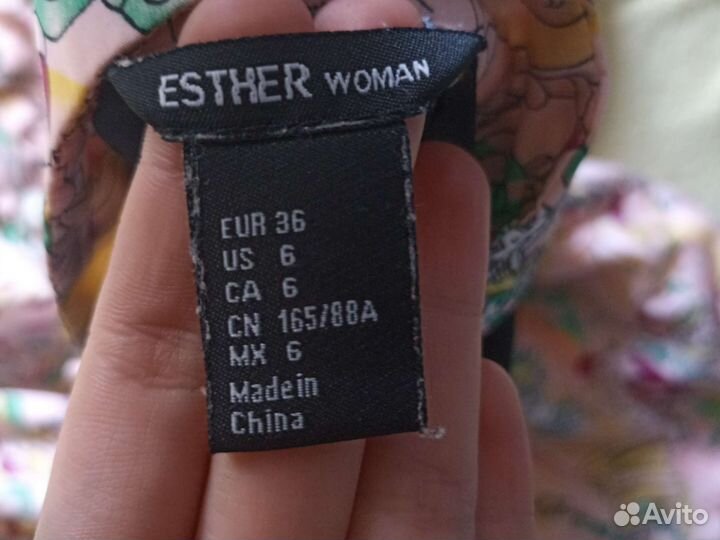 ESTHER WOMAN
EUR 36
US 6
CA 6
CN 165/88A
MX 6
Madein
China
Avito